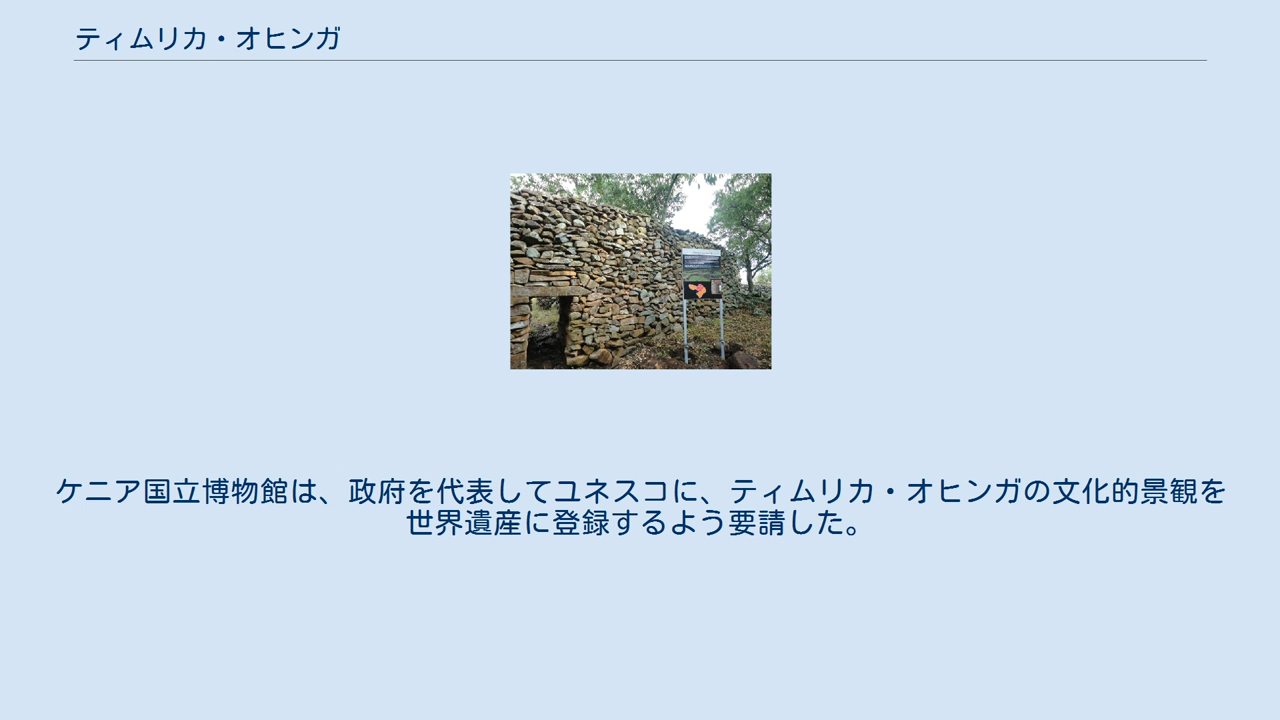 ティムリカ・オヒンガ
ケニア国立博物館は、政府を代表してユネスコに、ティムリカ・オヒンガの文化的景観を
世界遺産に登録するよう要請した。